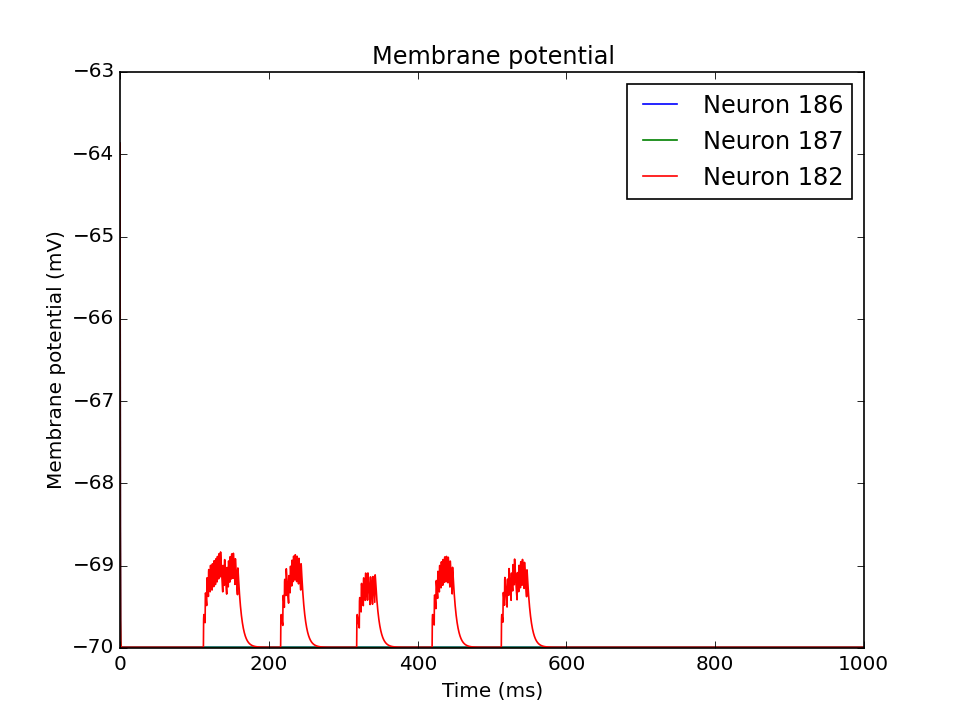 Membrane potential
Neuron 186
Neuron 187
Neuron 182
Membrane potential (mV)
−63
−64
−65
−66
−67
−68
−69
−70
0 200 400 600 800 1000
Time (ms)